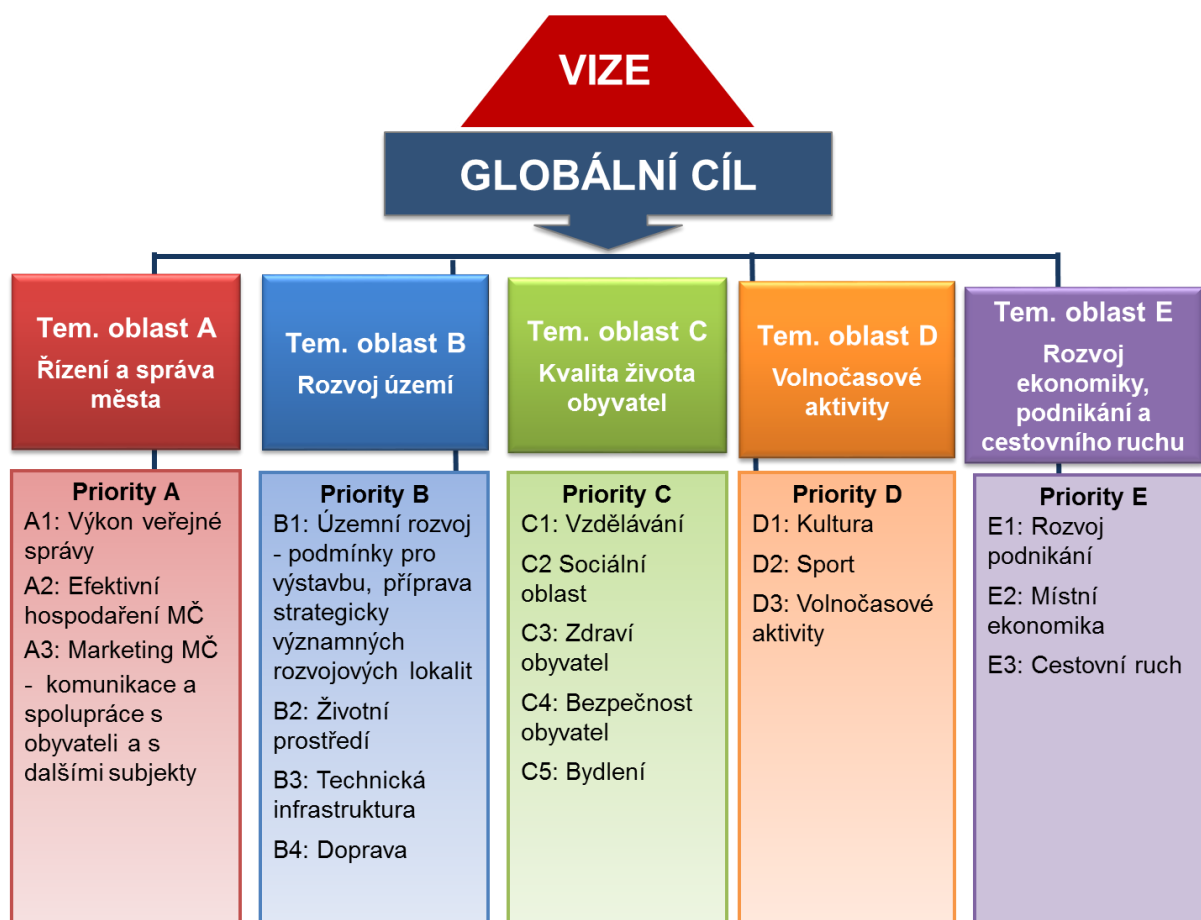 VIZE
GLOBÁLNÍ CÍL
Tem. oblast A
Řízení a správa
města
Tem. oblast B
Rozvoj území
Tem. oblast C
Kvalita života
obyvatel
Tem. oblast D
Volnočasové
aktivity
Tem. oblast E
Rozvoj
ekonomiky,
podnikání a
cestovního ruchu
Priority A
A1: Výkon veřejné
správy
A2: Efektivní
hospodaření MČ
A3: Marketing MČ
- komunikace a
spolupráce s
obyvateli a s
dalšími subjekty
Priority B
B1: Územní rozvoj
- podmínky pro
výstavbu, příprava
strategicky
významných
rozvojových lokalit
B2: Životní
prostředí
B3: Technická
infrastruktura
B4: Doprava
Priority C
C1: Vzdělávání
C2 Sociální
oblast
C3: Zdraví
obyvatel
C4: Bezpečnost
obyvatel
C5: Bydlení
Priority D
D1: Kultura
D2: Sport
D3: Volnočasové
aktivity
Priority E
E1: Rozvoj
podnikání
E2: Místní
ekonomika
E3: Cestovní ruch